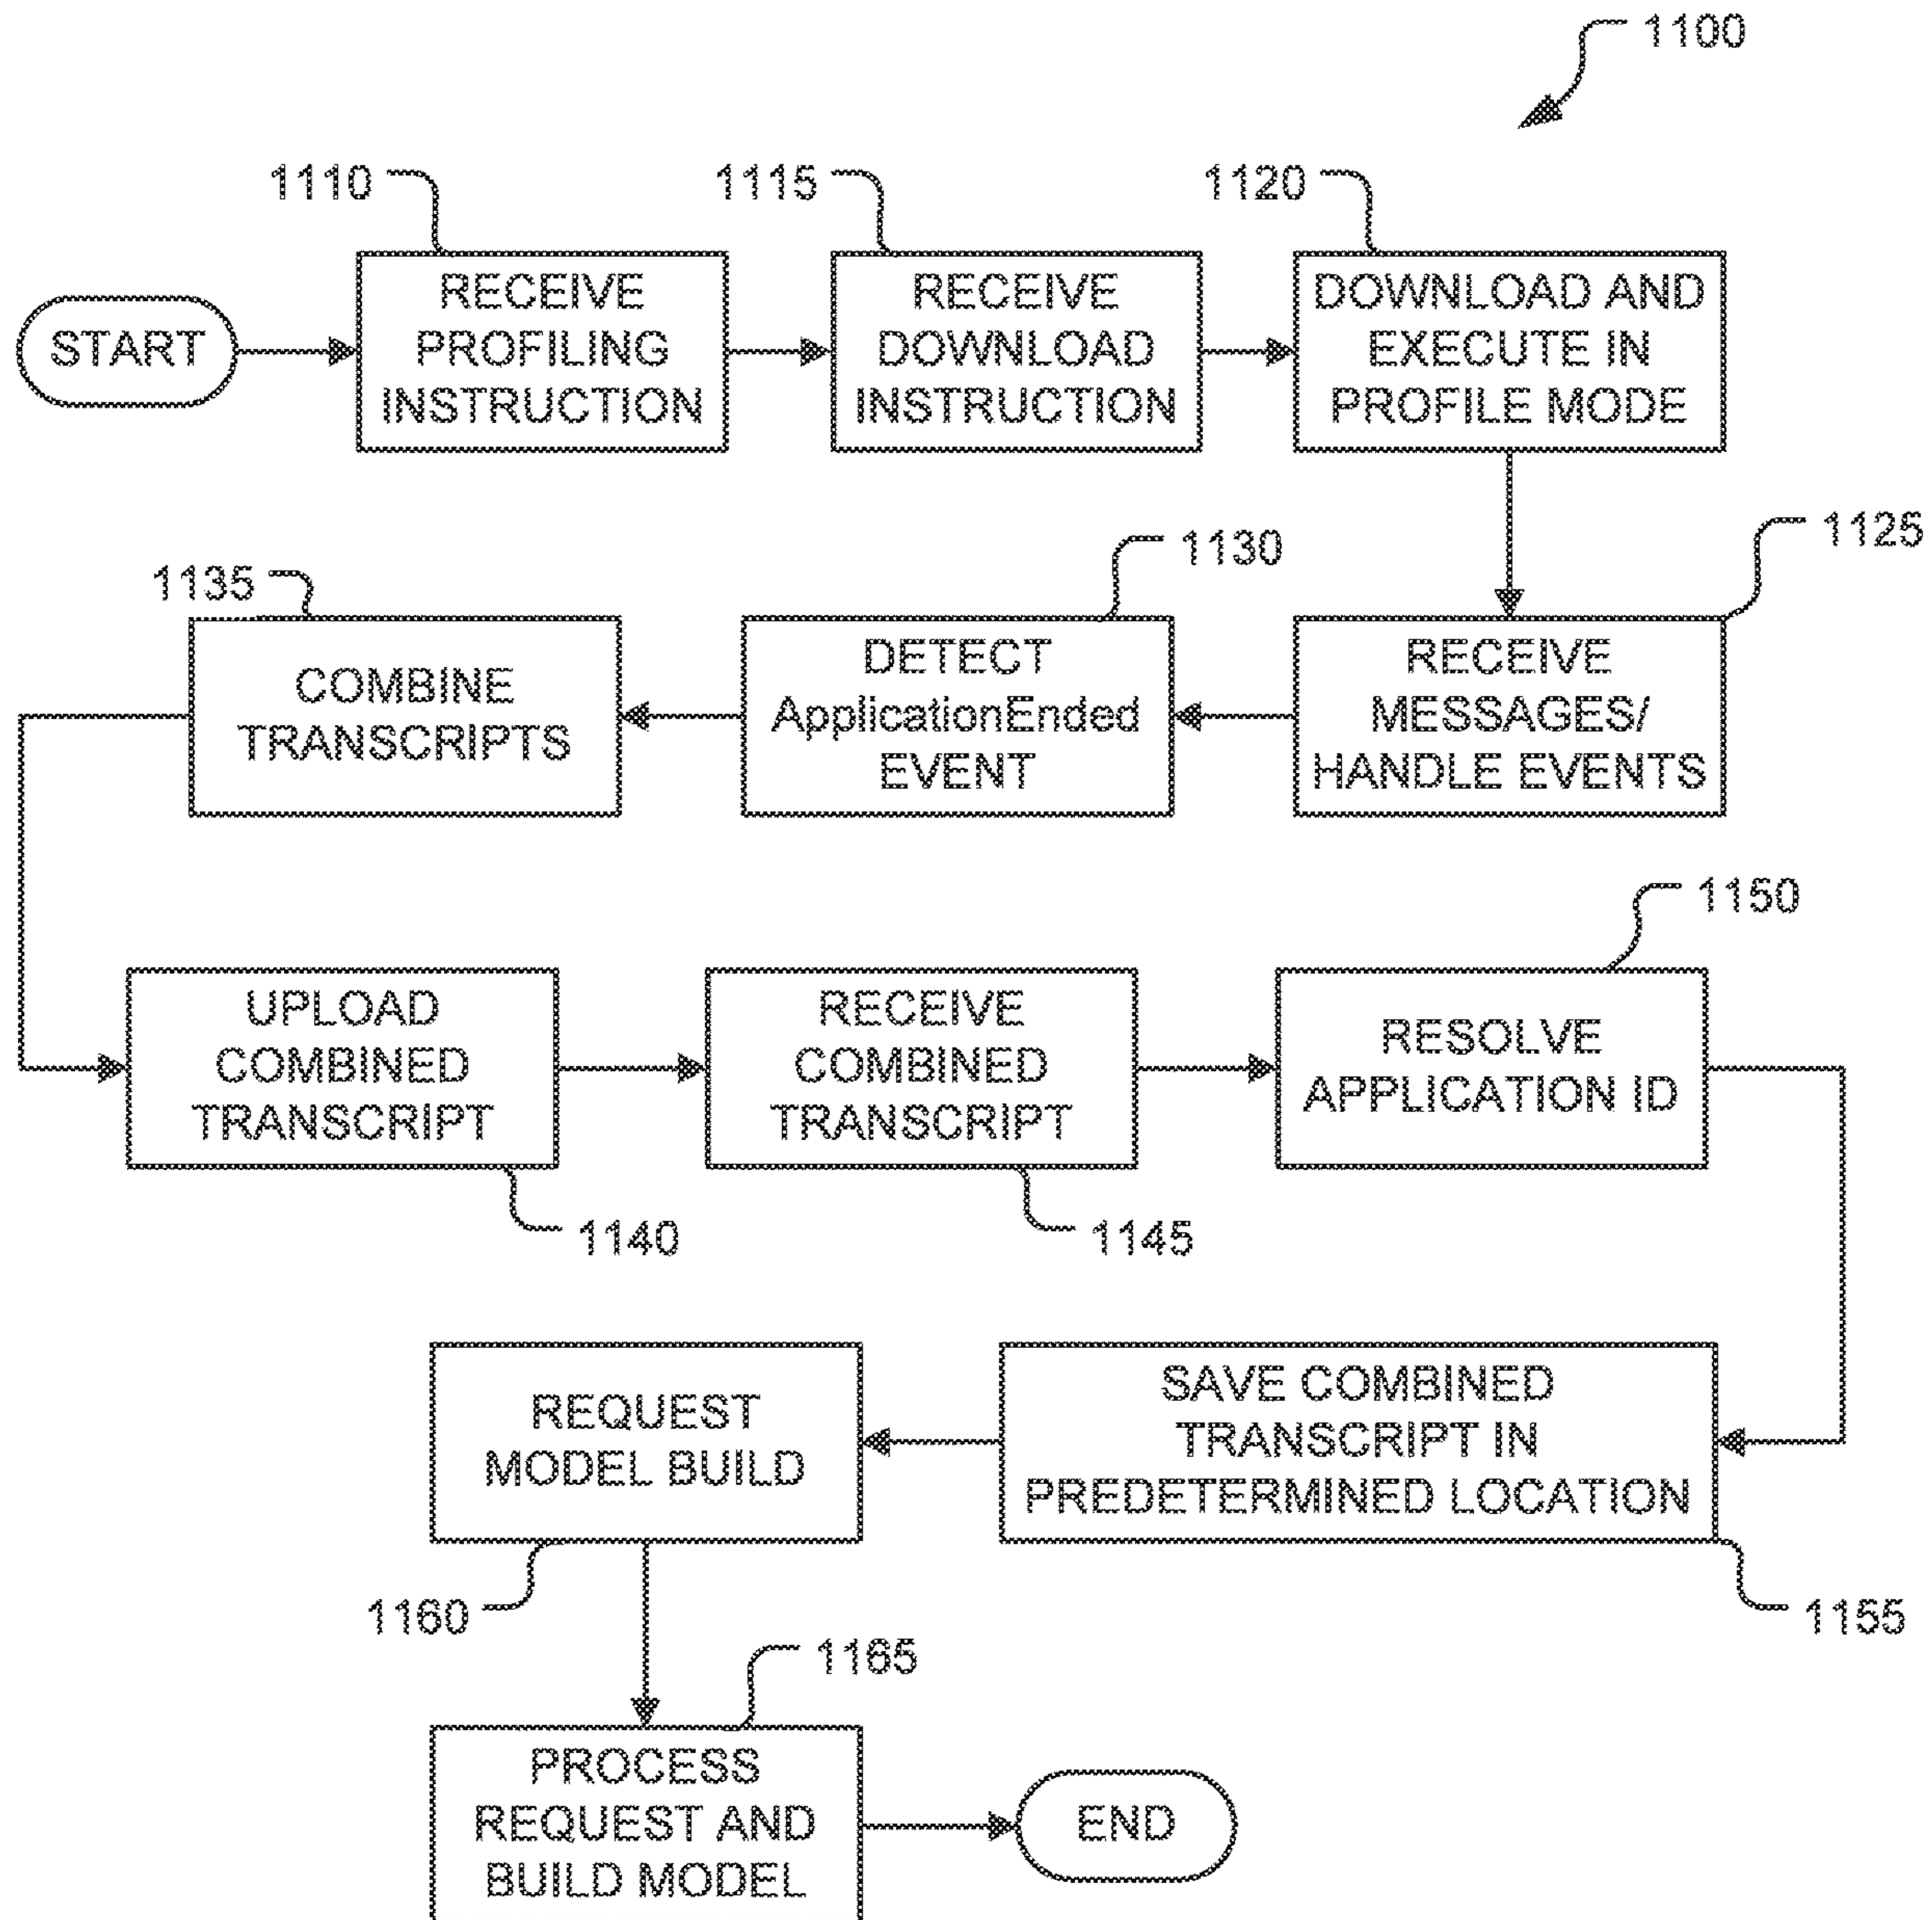 1100
1110
1115
1120
START
RECEIVE
PROFILING
INSTRUCTION
RECEIVE
DOWNLOAD
INSTRUCTION
DOWNLOAD AND
EXECUTE IN
PROFILE MODE
1125
1130
1135
COMBINE
TRANSCRIPTS
DETECT
ApplicationEnded
EVENT
RECEIVE
MESSAGES/
HANDLE EVENTS
1150
UPLOAD
COMBINED
TRANSCRIPT
RECEIVE
COMBINED
TRANSCRIPT
RESOLVE
APPLICATION ID
1140
1145
REQUEST
MODEL BUILD
SAVE COMBINED
TRANSCRIPT IN
PREDETERMINED LOCATION
1160
1155
1165
PROCESS
REQUEST AND
BUILD MODEL
END